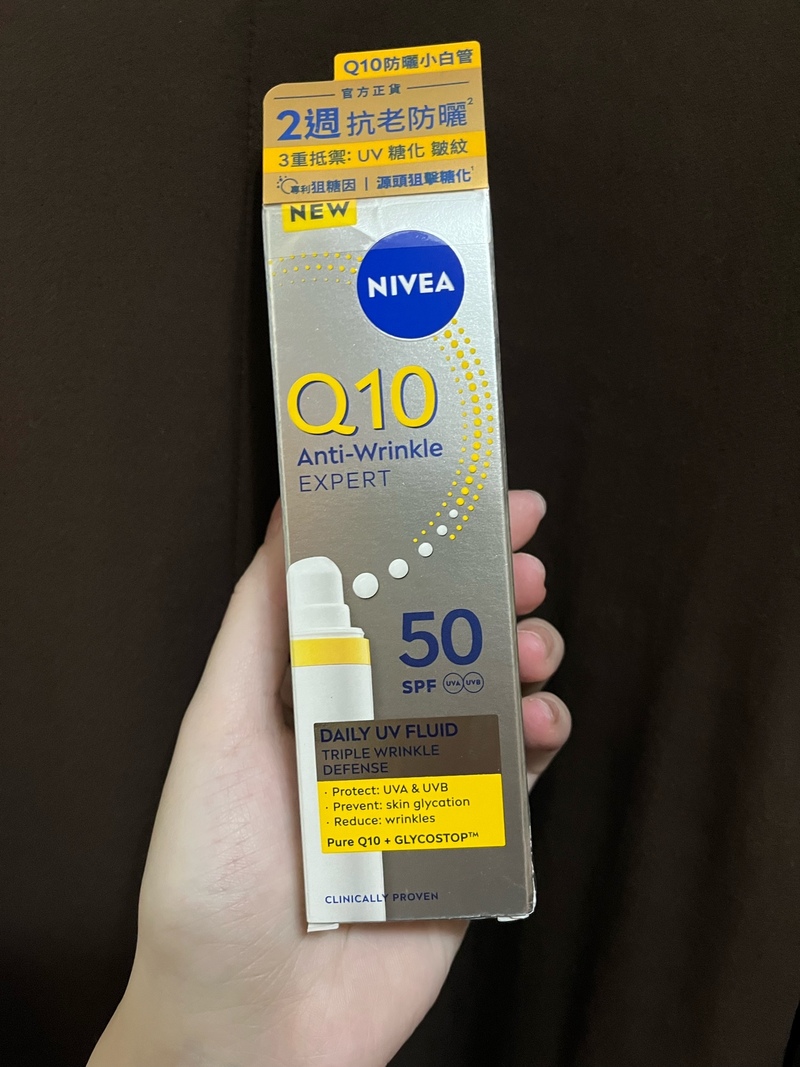 Q10防曬小白管
官方正貨
2週抗老防曬²
3重抵禦: UV 糖化 皺紋
專利狙糖因 | 源頭狙擊糖化¹
NEW
NIVEA
Q10
Anti-Wrinkle
EXPERT
50
SPF UVA UVB
DAILY UV FLUID
TRIPLE WRINKLE
DEFENSE
· Protect: UVA & UVB
· Prevent: skin glycation
· Reduce: wrinkles
Pure Q10 + GLYCOSTOP™
CLINICALLY PROVEN